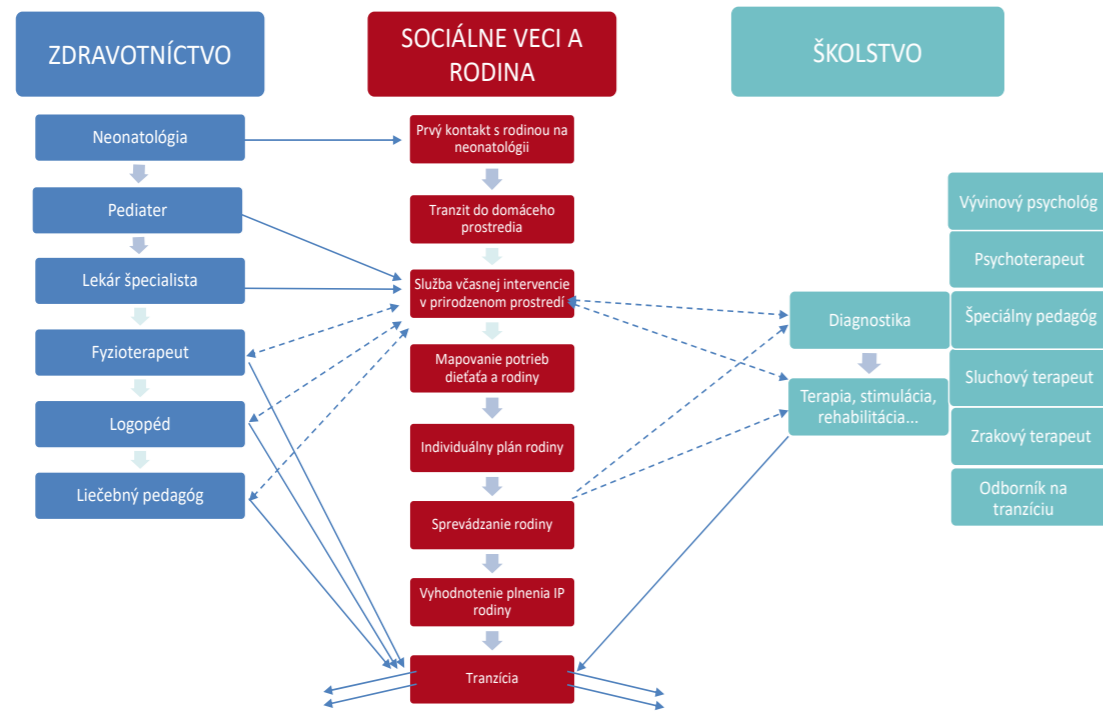 ZDRAVOTNÍCTVO
Neonatológia
Pediater
Lekár špecialista
Fyzioterapeut
Logopéd
Liečebný pedagóg
SOCIÁLNE VECI A
RODINA
Prvý kontakt s rodinou na
neonatológii
Tranzit do domáceho
prostredia
Služba včasnej intervencie
v prirodzenom prostredí
Mapovanie potrieb
dieťaťa a rodiny
Individuálny plán rodiny
Sprevádzanie rodiny
Vyhodnotenie plnenia IP
rodiny
Tranzícia
ŠKOLSTVO
Diagnostika
Terapia, stimulácia,
rehabilitácia...
Vývinový psychológ
Psychoterapeut
Špeciálny pedagóg
Sluchový terapeut
Zrakový terapeut
Odborník na
tranzíciu